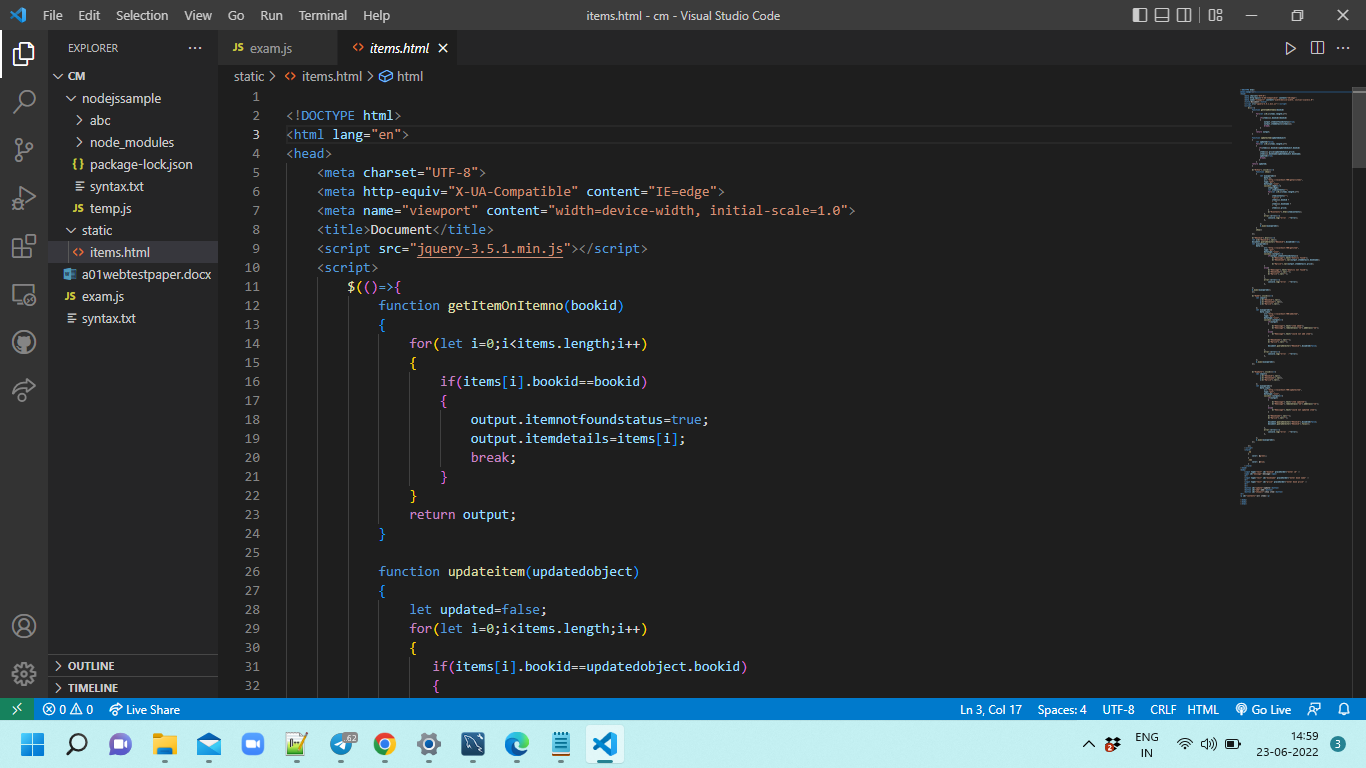 File Edit Selection View Go Run Terminal Help items.html - cm - Visual Studio Code
EXPLORER
CM
nodejssample
abc
node_modules
{} package-lock.json
syntax.txt
JS temp.js
static
<> items.html
a01webtestpaper.docx
JS exam.js
syntax.txt
OUTLINE
TIMELINE
JS exam.js <> items.html
static > <> items.html > html
1
2 <!DOCTYPE html>
3 <html lang="en">
4 <head>
5 <meta charset="UTF-8">
6 <meta http-equiv="X-UA-Compatible" content="IE=edge">
7 <meta name="viewport" content="width=device-width, initial-scale=1.0">
8 <title>Document</title>
9 <script src="jquery-3.5.1.min.js"></script>
10 <script>
11 $(()=>{
12 function getItemOnItemno(bookid)
13 {
14 for(let i=0;i<items.length;i++)
15 {
16 if(items[i].bookid==bookid)
17 {
18 output.itemnotfoundstatus=true;
19 output.itemdetails=items[i];
20 break;
21 }
22 }
23 return output;
24 }
25
26 function updateitem(updatedobject)
27 {
28 let updated=false;
29 for(let i=0;i<items.length;i++)
30 {
31 if(items[i].bookid==updatedobject.bookid)
32 {
0 0 Live Share Ln 3, Col 17 Spaces: 4 UTF-8 CRLF HTML Go Live
62 2 ENG IN 14:59 23-06-2022 3